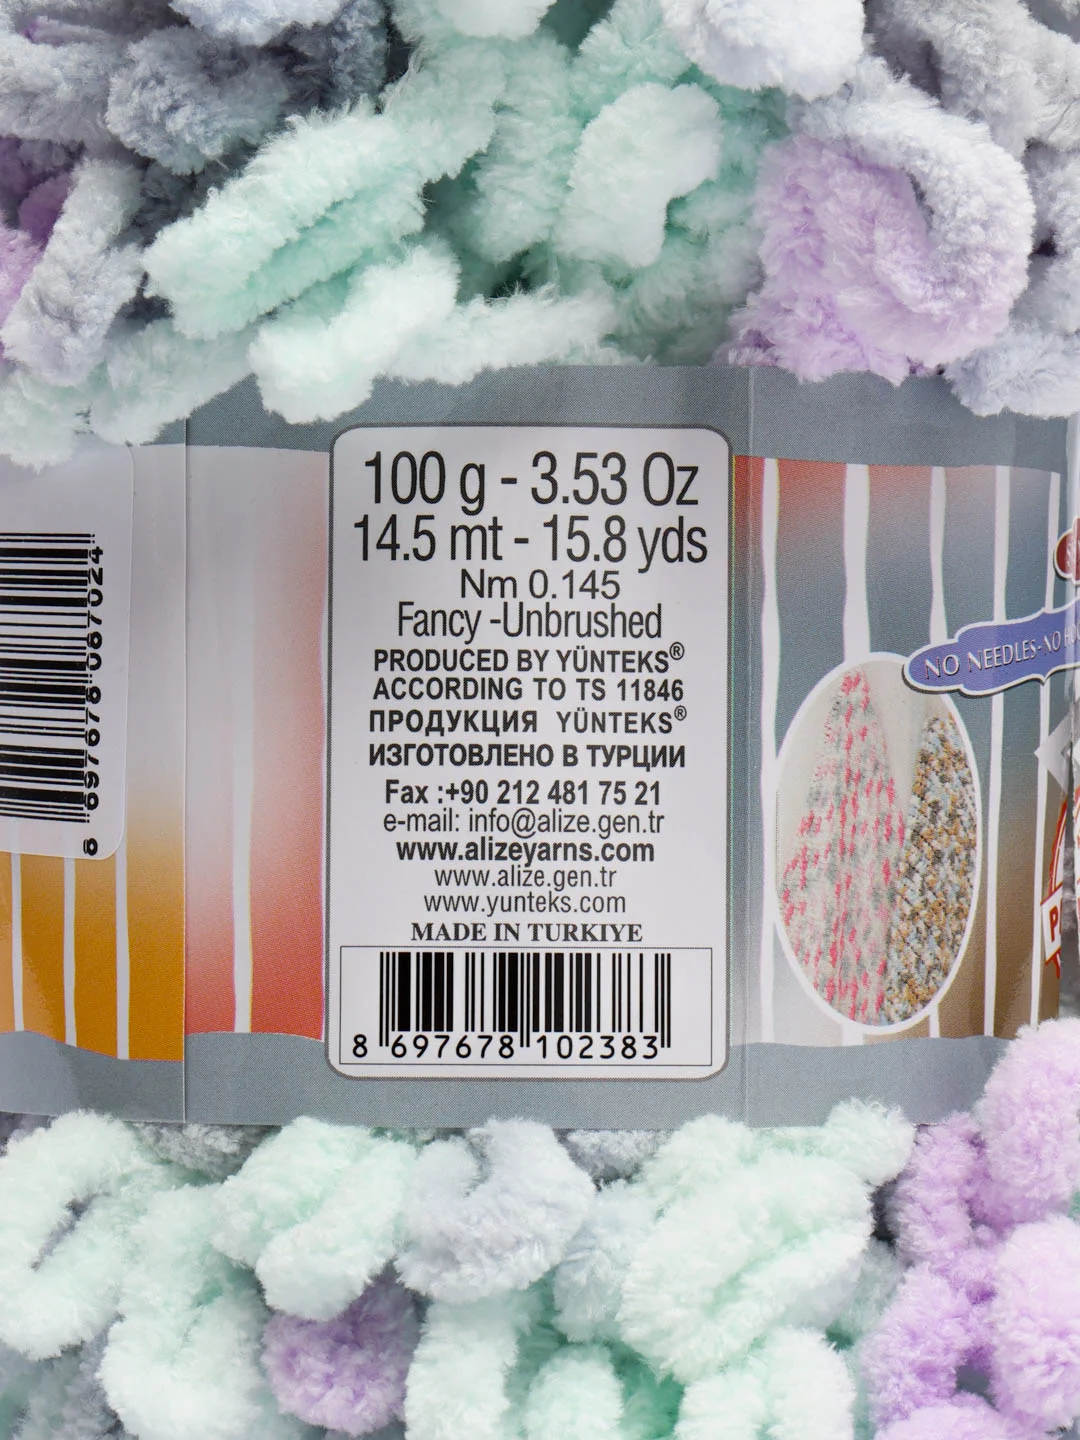 100 g - 3.53 Oz
14.5 mt - 15.8 yds
Nm 0.145
Fancy -Unbrushed
PRODUCED BY YÜNTEKS®
ACCORDING TO TS 11846
ПРОДУКЦИЯ YÜNTEKS®
ИЗГОТОВЛЕНО В ТУРЦИИ
Fax :+90 212 481 75 21
e-mail: info@alize.gen.tr
www.alizeyarns.com
www.alize.gen.tr
www.yunteks.com
MADE IN TURKIYE
8 697678 102383
8 697678 087024
NO NEEDLES-NO